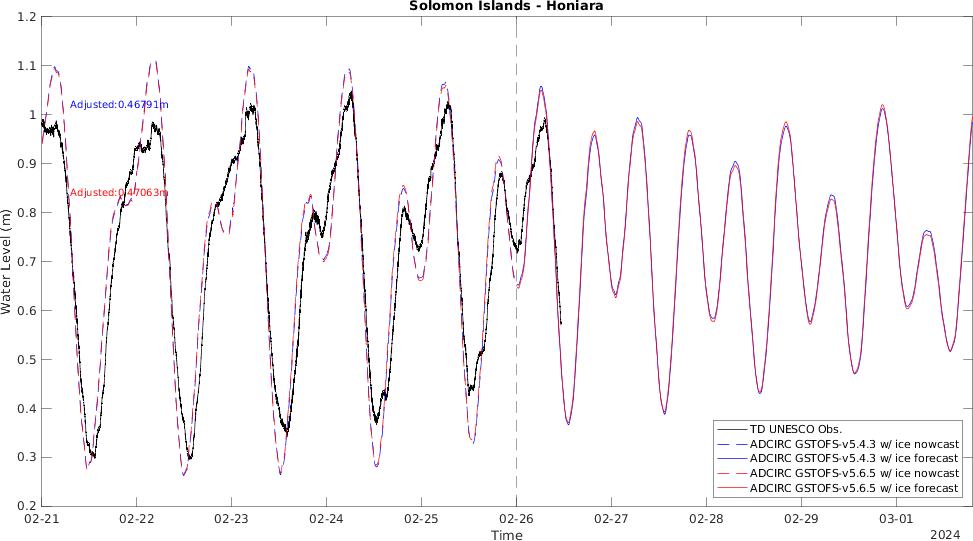 Solomon Islands - Honiara
1.2
1.1
1
0.9
0.8
0.7
0.6
0.5
0.4
0.3
0.2
Water Level (m)
Adjusted:0.46791m
Adjusted:0.47063m
TD UNESCO Obs.
ADCIRC GSTOFS-v5.4.3 w/ ice nowcast
ADCIRC GSTOFS-v5.4.3 w/ ice forecast
ADCIRC GSTOFS-v5.6.5 w/ ice nowcast
ADCIRC GSTOFS-v5.6.5 w/ ice forecast
02-21 02-22 02-23 02-24 02-25 02-26 02-27 02-28 02-29 03-01
Time
2024